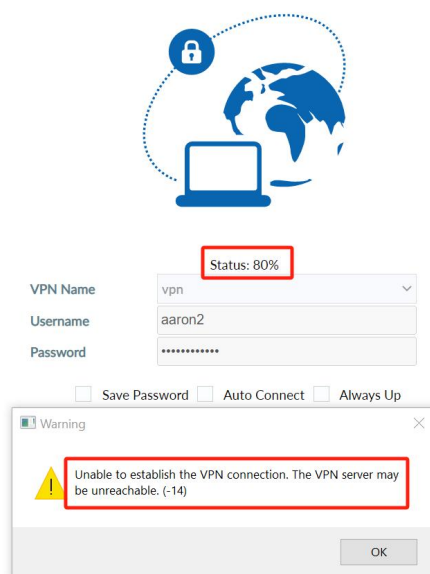 Status: 80%
VPN Name
vpn
Username
aaron2
Password
••••••••••••
Save Password Auto Connect Always Up
Warning
Unable to establish the VPN connection. The VPN server may
be unreachable. (-14)
OK